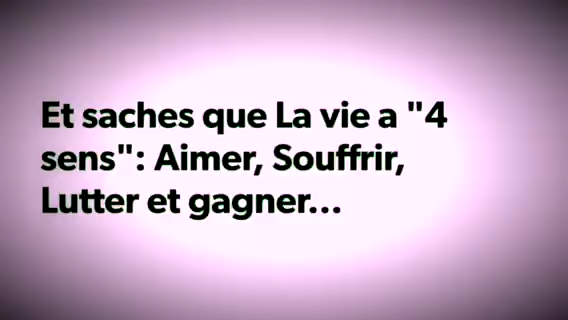 Et saches que La vie a "4
sens": Aimer, Souffrir,
Lutter et gagner...